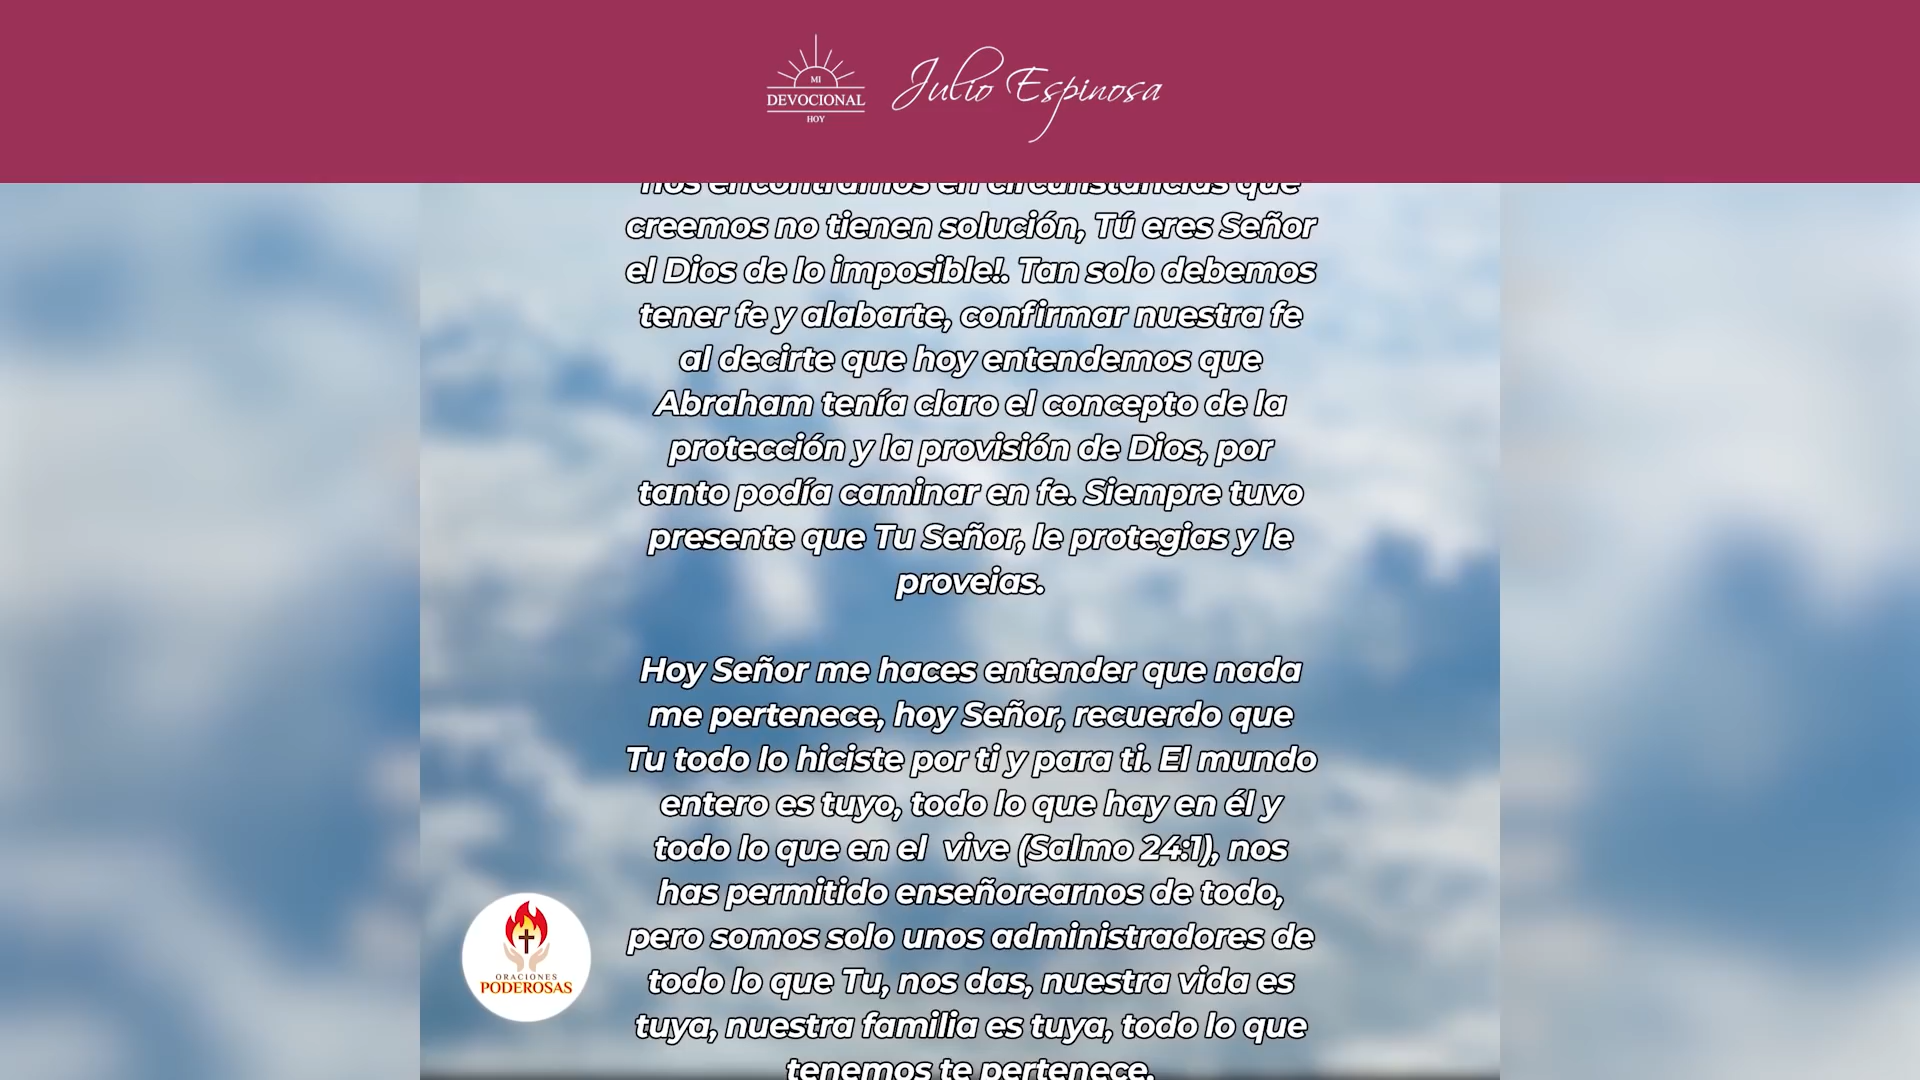 MI
DEVOCIONAL
HOY
Julio Espinosa
nos encontramos en circunstancias que
creemos no tienen solución, Tú eres Señor
el Dios de lo imposible!. Tan solo debemos
tener fe y alabarte, confirmar nuestra fe
al decirte que hoy entendemos que
Abraham tenía claro el concepto de la
protección y la provisión de Dios, por
tanto podía caminar en fe. Siempre tuvo
presente que Tu Señor, le protegias y le
proveias.
Hoy Señor me haces entender que nada
me pertenece, hoy Señor, recuerdo que
Tu todo lo hiciste por ti y para ti. El mundo
entero es tuyo, todo lo que hay en él y
todo lo que en el  vive (Salmo 24:1), nos
has permitido enseñorearnos de todo,
pero somos solo unos administradores de
todo lo que Tu, nos das, nuestra vida es
tuya, nuestra familia es tuya, todo lo que
tenemos te pertenece.
ORACIONES
PODEROSAS